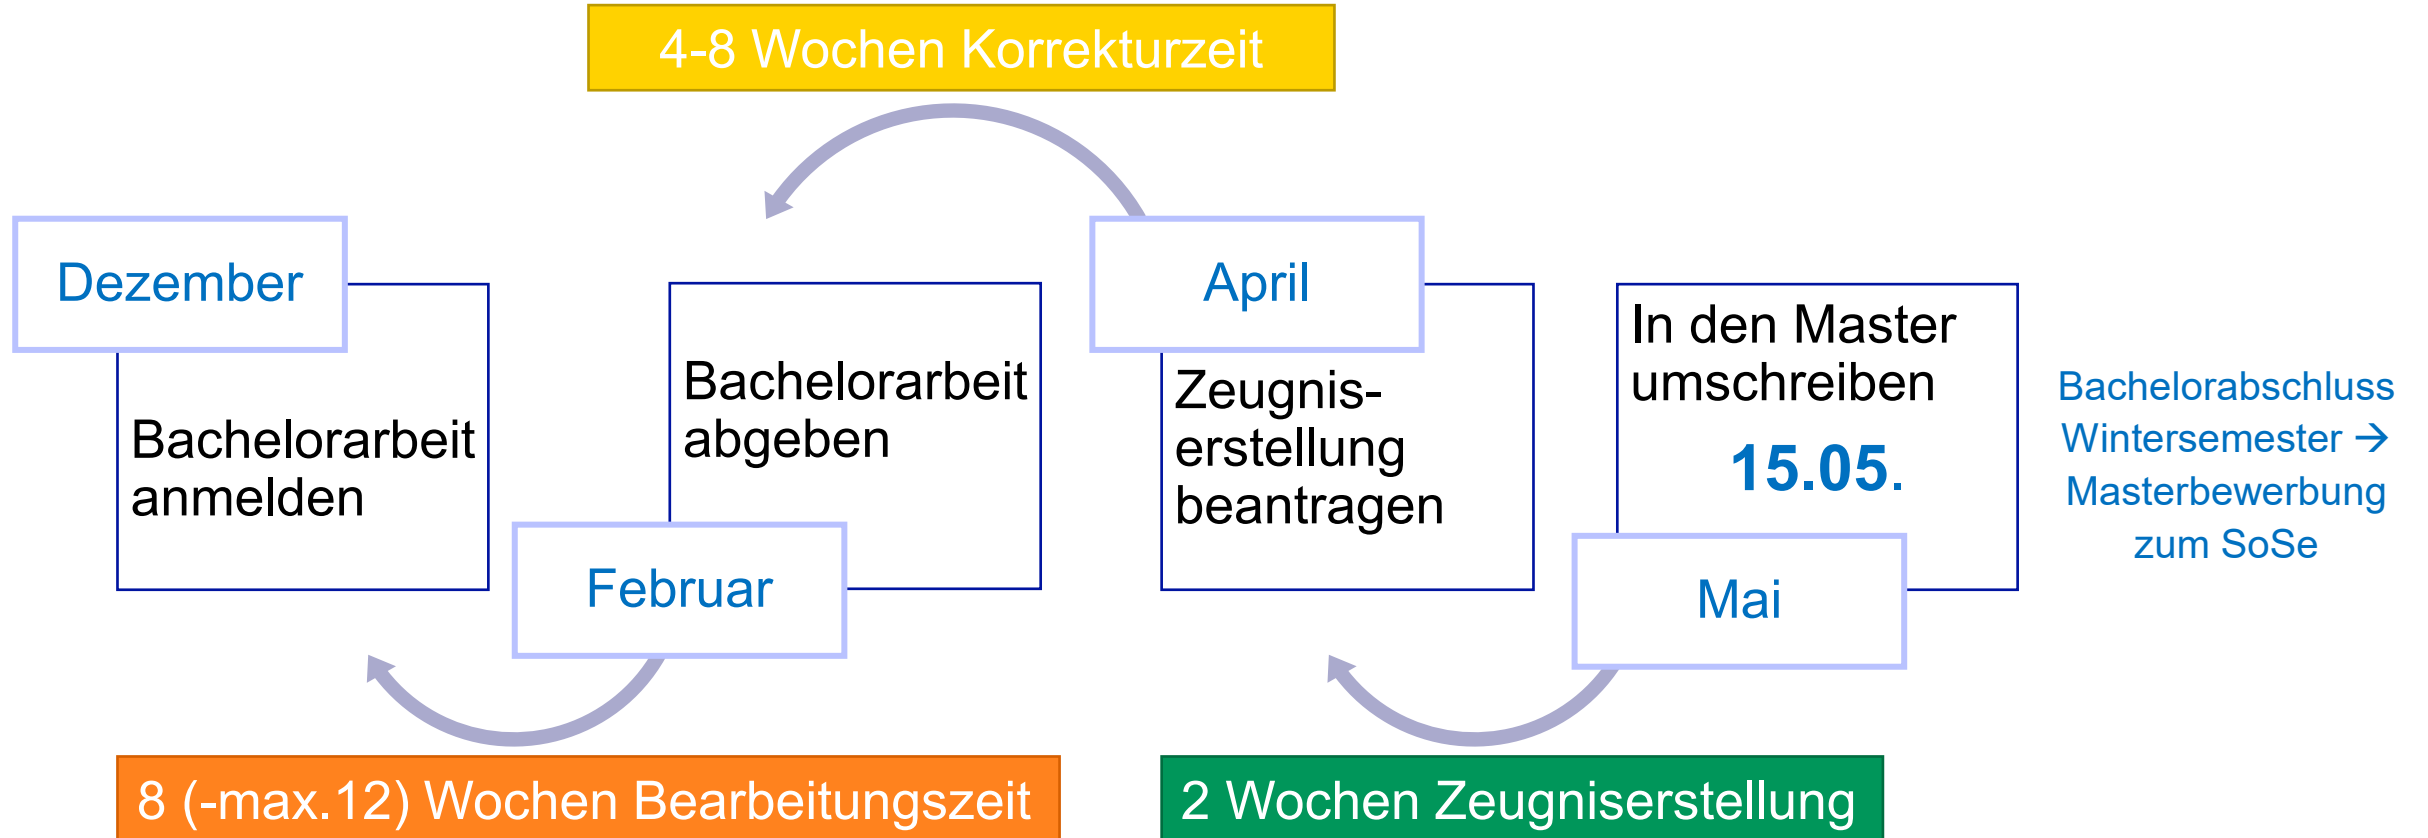 4-8 Wochen Korrekturzeit
Dezember
Bachelorarbeit
anmelden
Februar
Bachelorarbeit
abgeben
April
Zeugnis-
erstellung
beantragen
In den Master
umschreiben
15.05.
Mai
Bachelorabschluss
Wintersemester →
Masterbewerbung
zum SoSe
8 (-max.12) Wochen Bearbeitungszeit
2 Wochen Zeugniserstellung